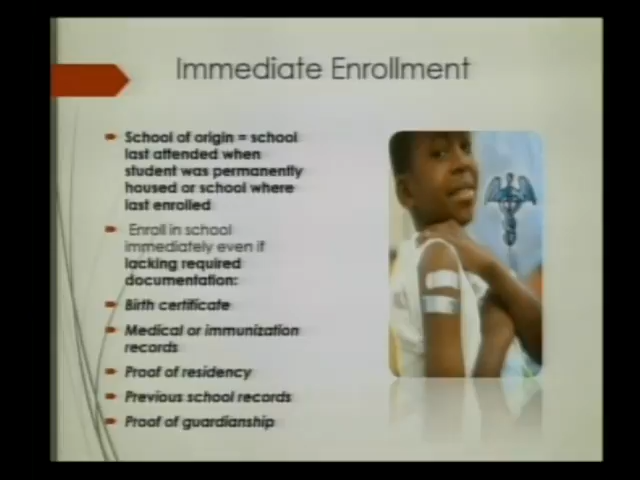 Immediate Enrollment
School of origin = school
last attended when
student was permanently
housed or school where
last enrolled
Enroll in school
immediately even if
lacking required
documentation:
Birth certificate
Medical or immunization
records
Proof of residency
Previous school records
Proof of guardianship